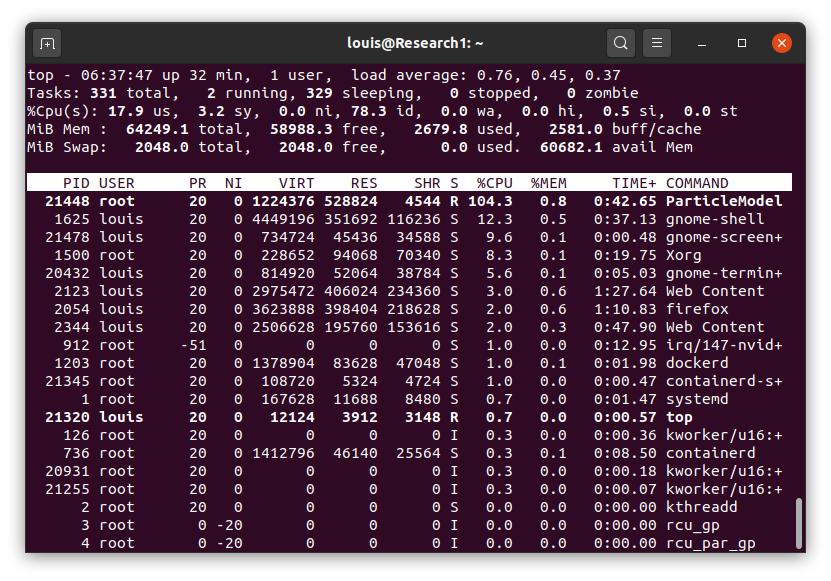 louis@Research1: ~
top - 06:37:47 up 32 min,  1 user,  load average: 0.76, 0.45, 0.37
Tasks: 331 total,   2 running, 329 sleeping,   0 stopped,   0 zombie
%Cpu(s): 17.9 us,  3.2 sy,  0.0 ni, 78.3 id,  0.0 wa,  0.0 hi,  0.5 si,  0.0 st
MiB Mem :  64249.1 total,  58988.3 free,   2679.8 used,   2581.0 buff/cache
MiB Swap:   2048.0 total,   2048.0 free,      0.0 used.  60682.1 avail Mem
PID USER      PR  NI    VIRT    RES    SHR S  %CPU  %MEM     TIME+ COMMAND
21448 root      20   0 1224376 528824   4544 R 104.3   0.8   0:42.65 ParticleModel
1625 louis     20   0 4449196 351692 116236 S  12.3   0.5   0:37.13 gnome-shell
21478 louis     20   0  734724  45436  34588 S   9.6   0.1   0:00.48 gnome-screen+
1500 root      20   0  228652  94068  70340 S   8.3   0.1   0:19.75 Xorg
20432 louis     20   0  814920  52064  38784 S   5.6   0.1   0:05.03 gnome-termin+
2123 louis     20   0 2975472 406024 234360 S   3.0   0.6   1:27.64 Web Content
2054 louis     20   0 3623888 398404 218628 S   2.0   0.6   1:10.83 firefox
2344 louis     20   0 2506628 195760 153616 S   2.0   0.3   0:47.90 Web Content
912 root     -51   0       0      0      0 S   1.0   0.0   0:12.95 irq/147-nvid+
1203 root      20   0 1378904  83628  47048 S   1.0   0.1   0:01.98 dockerd
21345 root      20   0  108720   5324   4724 S   1.0   0.0   0:00.47 containerd-s+
1 root      20   0  167628  11688   8480 S   0.7   0.0   0:01.47 systemd
21320 louis     20   0   12124   3912   3148 R   0.7   0.0   0:00.57 top
126 root      20   0       0      0      0 I   0.3   0.0   0:00.36 kworker/u16:+
736 root      20   0 1412796  46140  25564 S   0.3   0.1   0:08.50 containerd
20931 root      20   0       0      0      0 I   0.3   0.0   0:00.18 kworker/u16:+
21255 root      20   0       0      0      0 I   0.3   0.0   0:00.07 kworker/u16:+
2 root      20   0       0      0      0 S   0.0   0.0   0:00.00 kthreadd
3 root       0 -20       0      0      0 I   0.0   0.0   0:00.00 rcu_gp
4 root       0 -20       0      0      0 I   0.0   0.0   0:00.00 rcu_par_gp